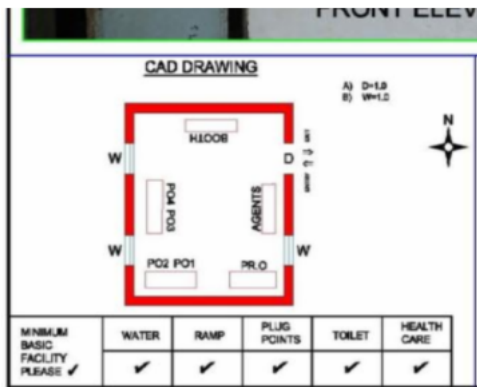 FRONT ELEV
CAD DRAWING
A) D=1.0
B) W=1.0
N
BOOTH
W
D
PO4 PO3
AGENTS
W
W
PO2 PO1
PR.O
MINIMUM BASIC FACILITY PLEASE ✓
WATER
RAMP
PLUG POINTS
TOILET
HEALTH CARE
✓ ✓ ✓ ✓ ✓